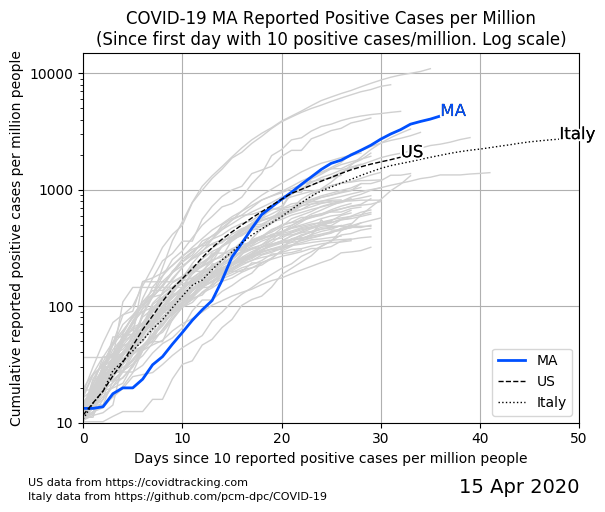 COVID-19 MA Reported Positive Cases per Million
(Since first day with 10 positive cases/million. Log scale)
Cumulative reported positive cases per million people
10000
1000
100
10
MA
US
Italy
MA
US
Italy
0
10
20
30
40
50
Days since 10 reported positive cases per million people
US data from https://covidtracking.com
Italy data from https://github.com/pcm-dpc/COVID-19
15 Apr 2020